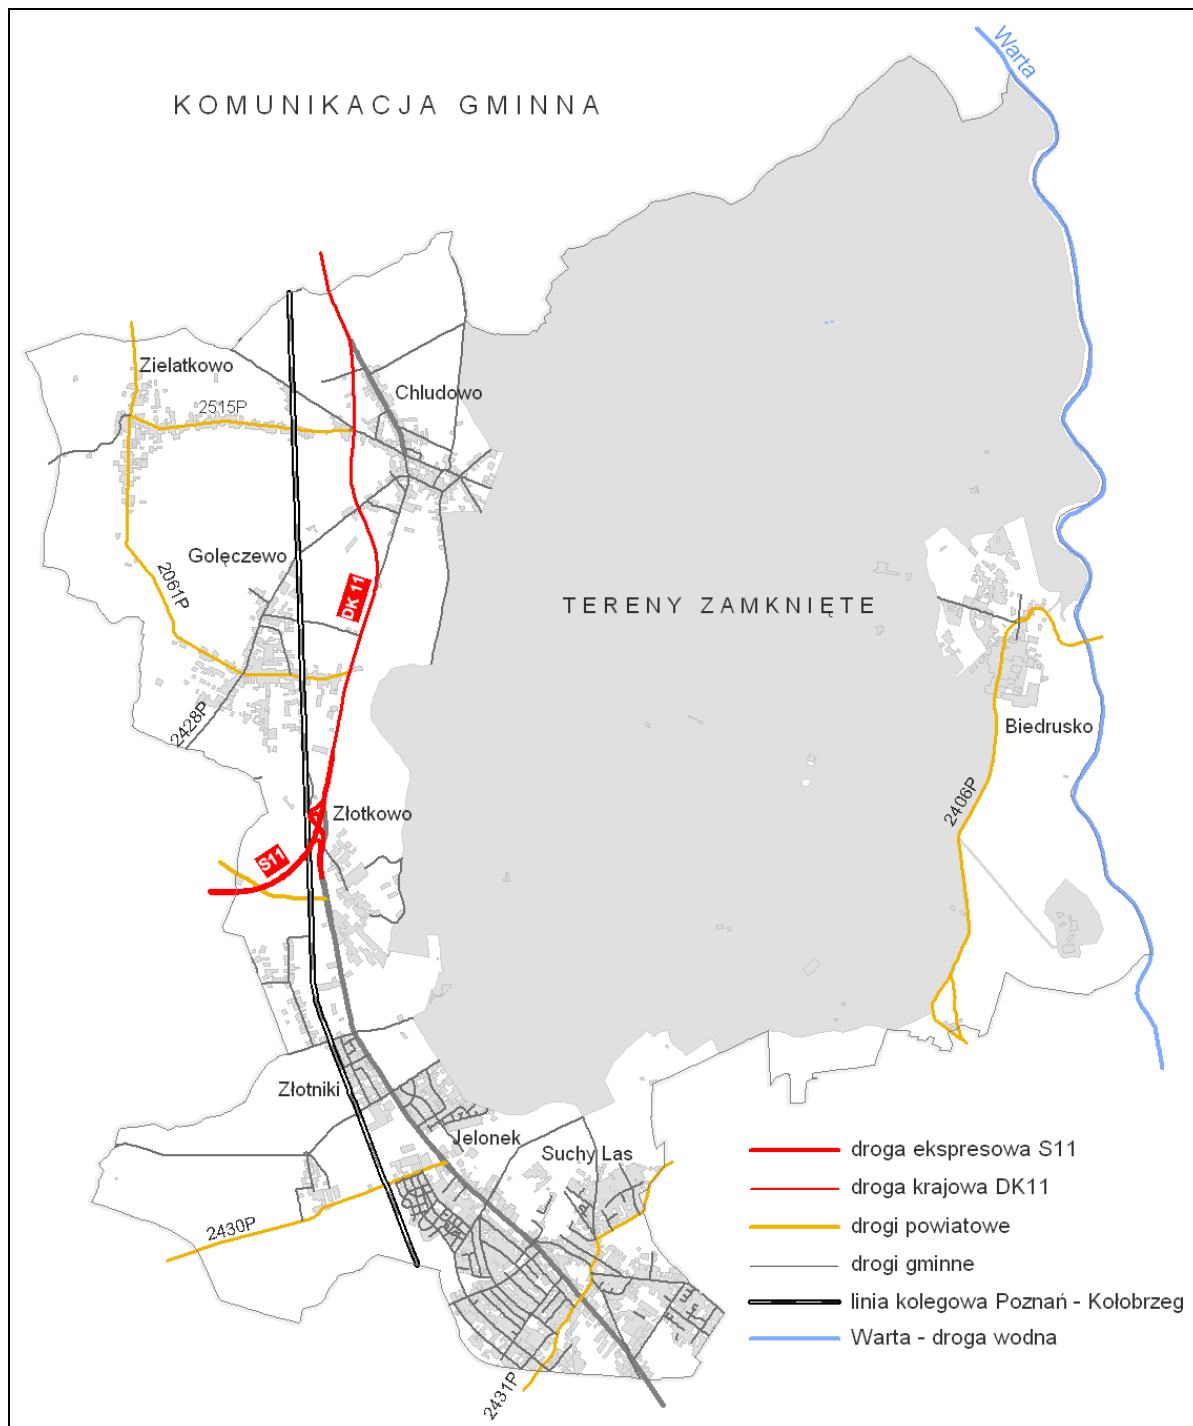 Warta
KOMUNIKACJA GMINNA
Zielatkowo
Chludowo
2515P
Golęczewo
2061P
DK 11
TERENY ZAMKNIĘTE
2428P
Biedrusko
2406P
Złotkowo
S11
Złotniki
Jelonek
Suchy Las
2430P
2431P
droga ekspresowa S11
droga krajowa DK11
drogi powiatowe
drogi gminne
linia kolegowa Poznań - Kołobrzeg
Warta - droga wodna